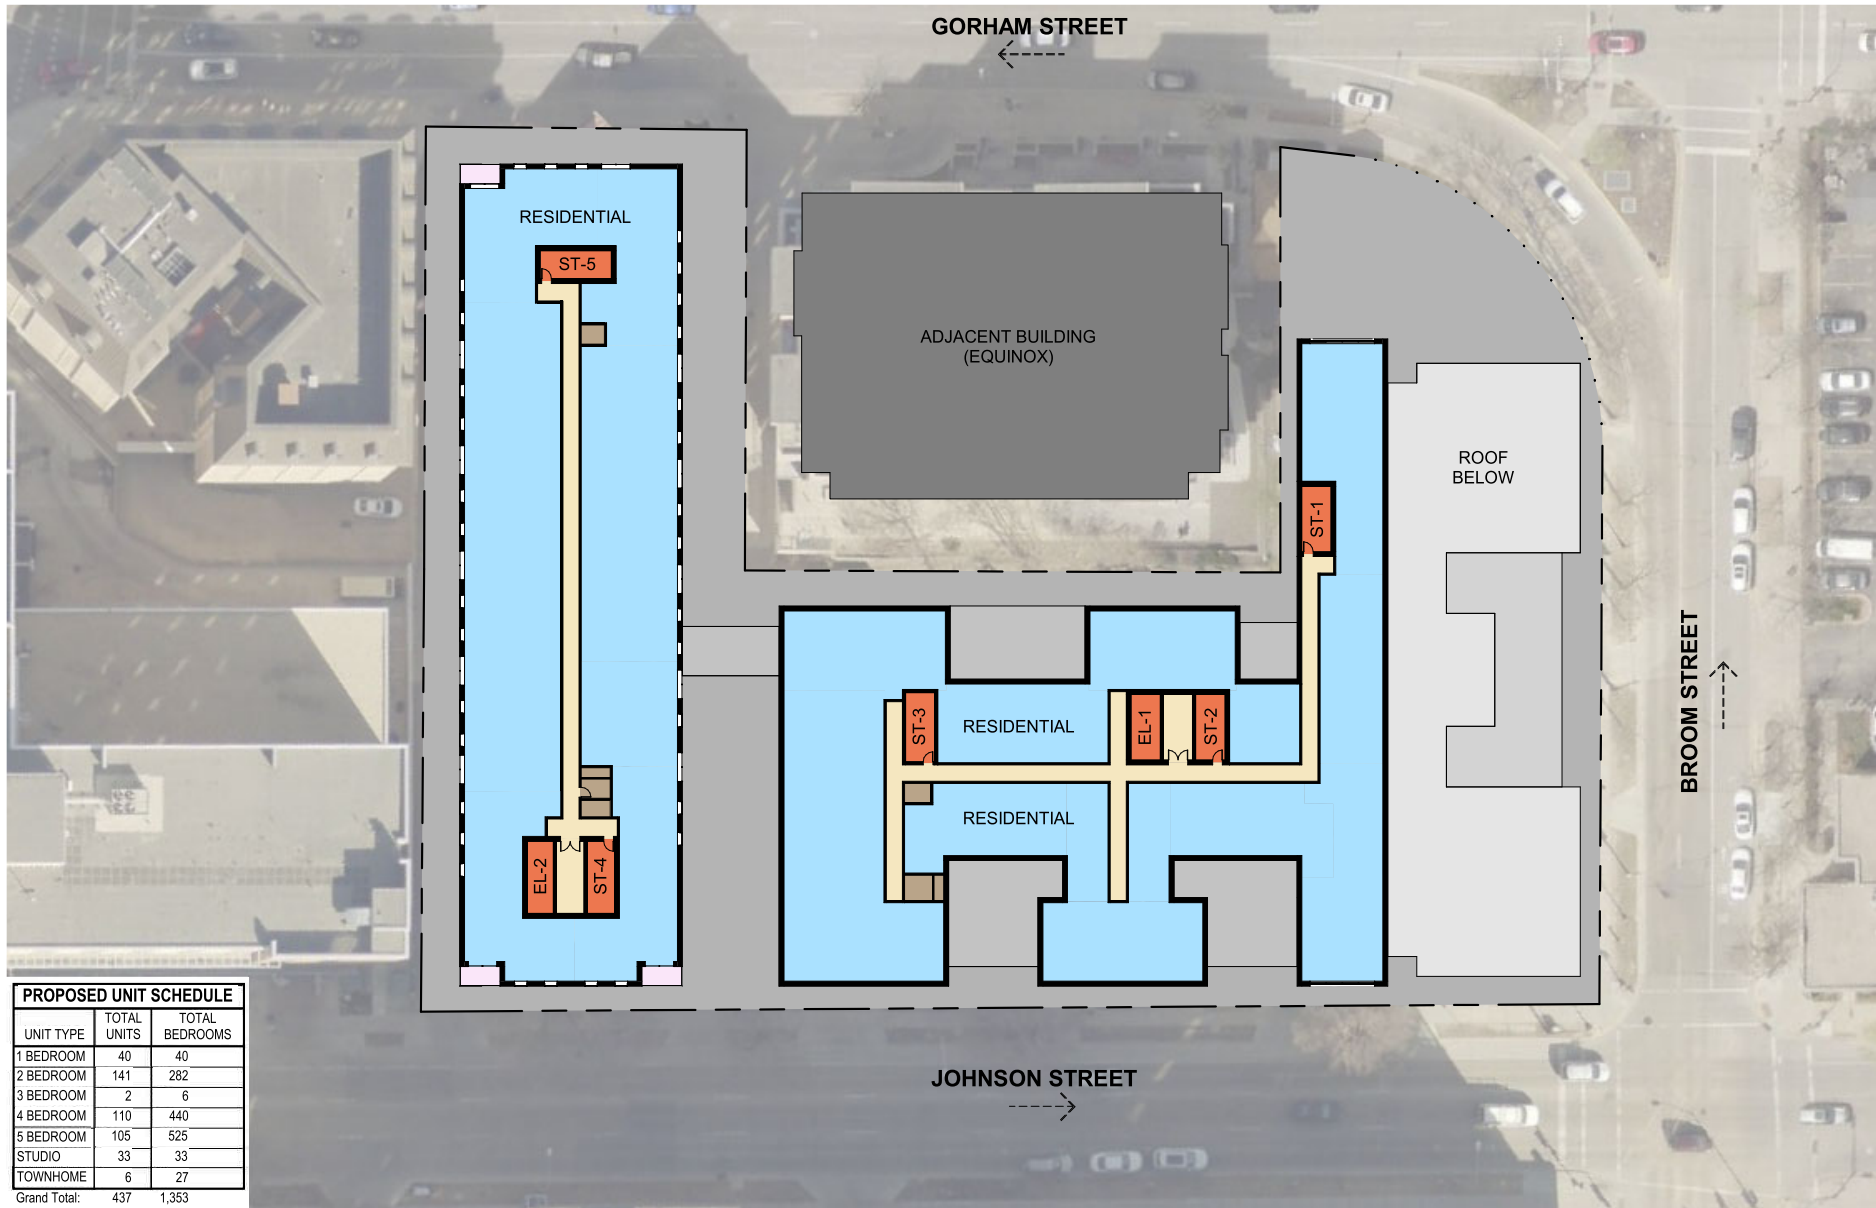 GORHAM STREET
RESIDENTIAL
ST-5
ADJACENT BUILDING
(EQUINOX)
ROOF
BELOW
ST-1
BROOM STREET
ST-3
RESIDENTIAL
EL-1
ST-2
RESIDENTIAL
EL-2
ST-4
JOHNSON STREET
PROPOSED UNIT SCHEDULE
UNIT TYPE TOTAL UNITS TOTAL BEDROOMS
1 BEDROOM 40 40
2 BEDROOM 141 282
3 BEDROOM 2 6
4 BEDROOM 110 440
5 BEDROOM 105 525
STUDIO 33 33
TOWNHOME 6 27
Grand Total: 437 1,353